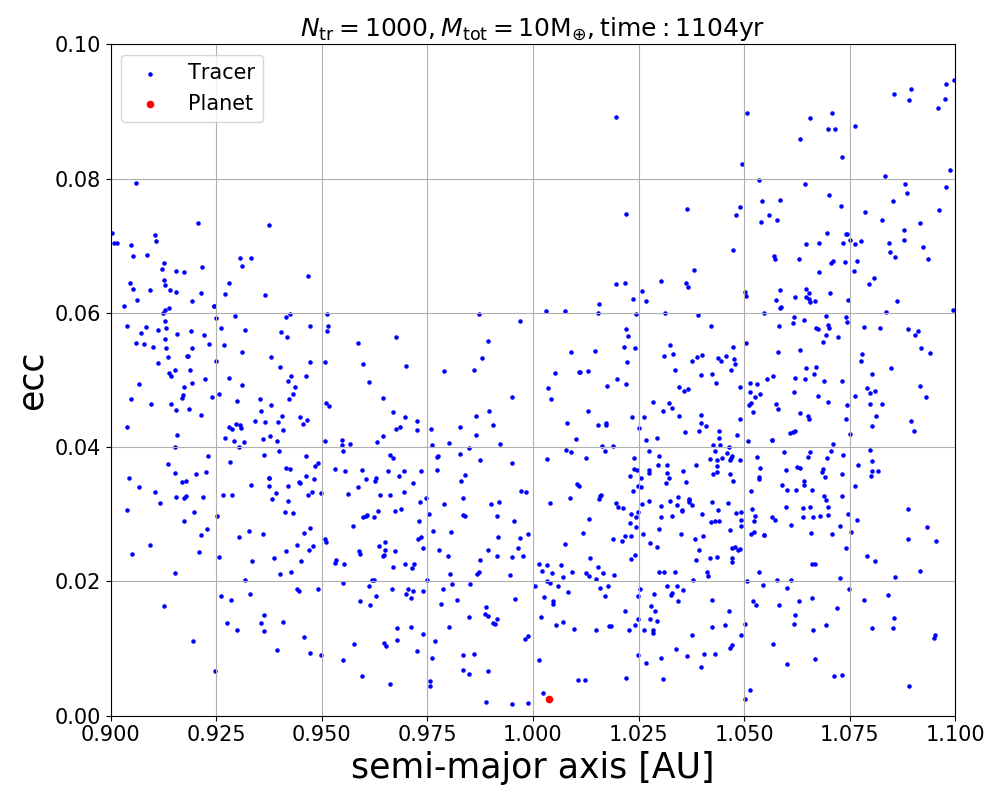 N_tr = 1000, M_tot = 10M_⊕, time : 1104yr
Tracer
Planet
0.10
0.08
0.06
0.04
0.02
0.00
ecc
0.900 0.925 0.950 0.975 1.000 1.025 1.050 1.075 1.100
semi-major axis [AU]